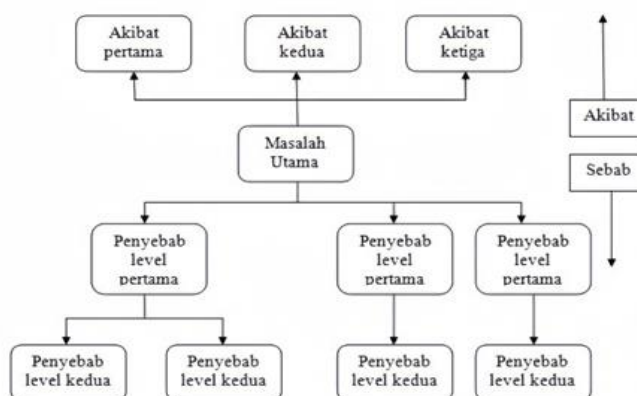 Akibat
pertama
Akibat
kedua
Akibat
ketiga
Akibat
Masalah
Utama
Sebab
Penyebab
level
pertama
Penyebab
level
pertama
Penyebab
level
pertama
Penyebab
level kedua
Penyebab
level kedua
Penyebab
level kedua
Penyebab
level kedua